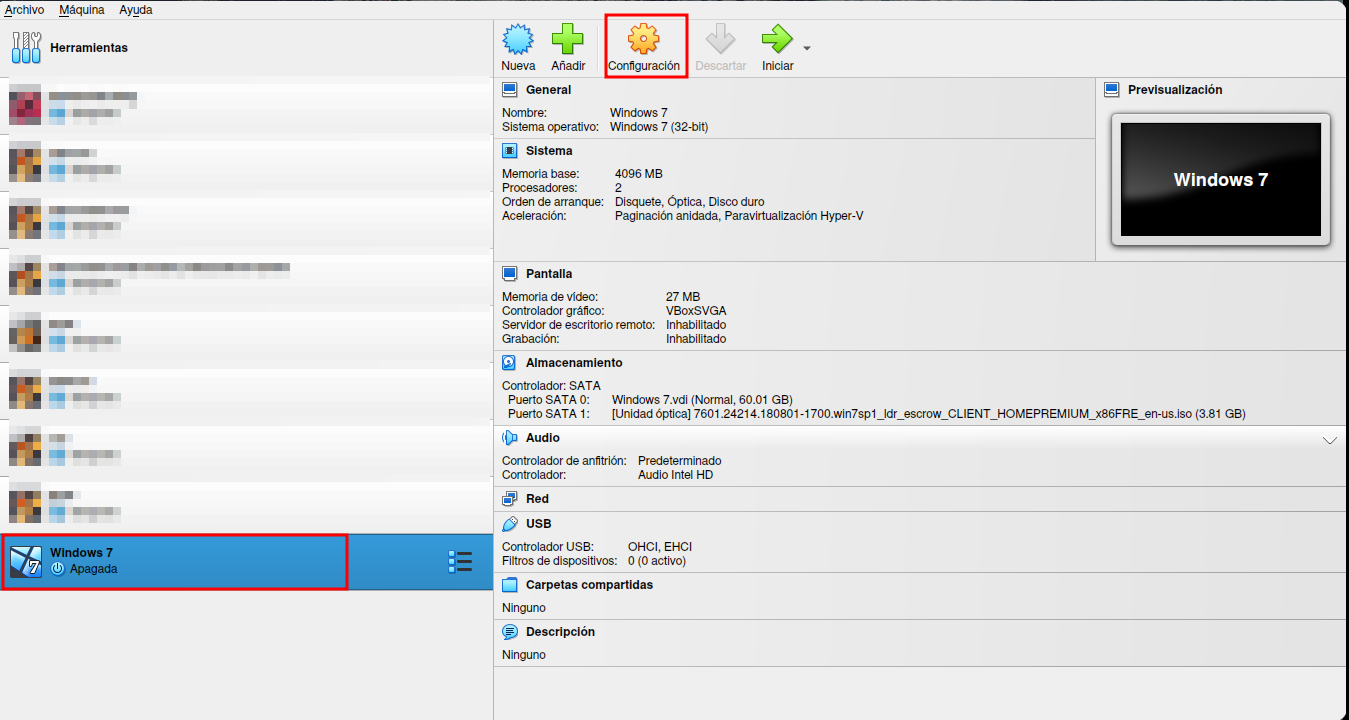 Archivo Máquina Ayuda
Herramientas
Windows 7
Apagada
Nueva Añadir Configuración Descartar Iniciar
General
Nombre: Windows 7
Sistema operativo: Windows 7 (32-bit)
Sistema
Memoria base: 4096 MB
Procesadores: 2
Orden de arranque: Disquete, Óptica, Disco duro
Aceleración: Paginación anidada, Paravirtualización Hyper-V
Previsualización
Windows 7
Pantalla
Memoria de vídeo: 27 MB
Controlador gráfico: VBoxSVGA
Servidor de escritorio remoto: Inhabilitado
Grabación: Inhabilitado
Almacenamiento
Controlador: SATA
Puerto SATA 0: Windows 7.vdi (Normal, 60.01 GB)
Puerto SATA 1: [Unidad óptica] 7601.24214.180801-1700.win7sp1_ldr_escrow_CLIENT_HOMEPREMIUM_x86FRE_en-us.iso (3.81 GB)
Audio
Controlador de anfitrión: Predeterminado
Controlador: Audio Intel HD
Red
USB
Controlador USB: OHCI, EHCI
Filtros de dispositivos: 0 (0 activo)
Carpetas compartidas
Ninguno
Descripción
Ninguno